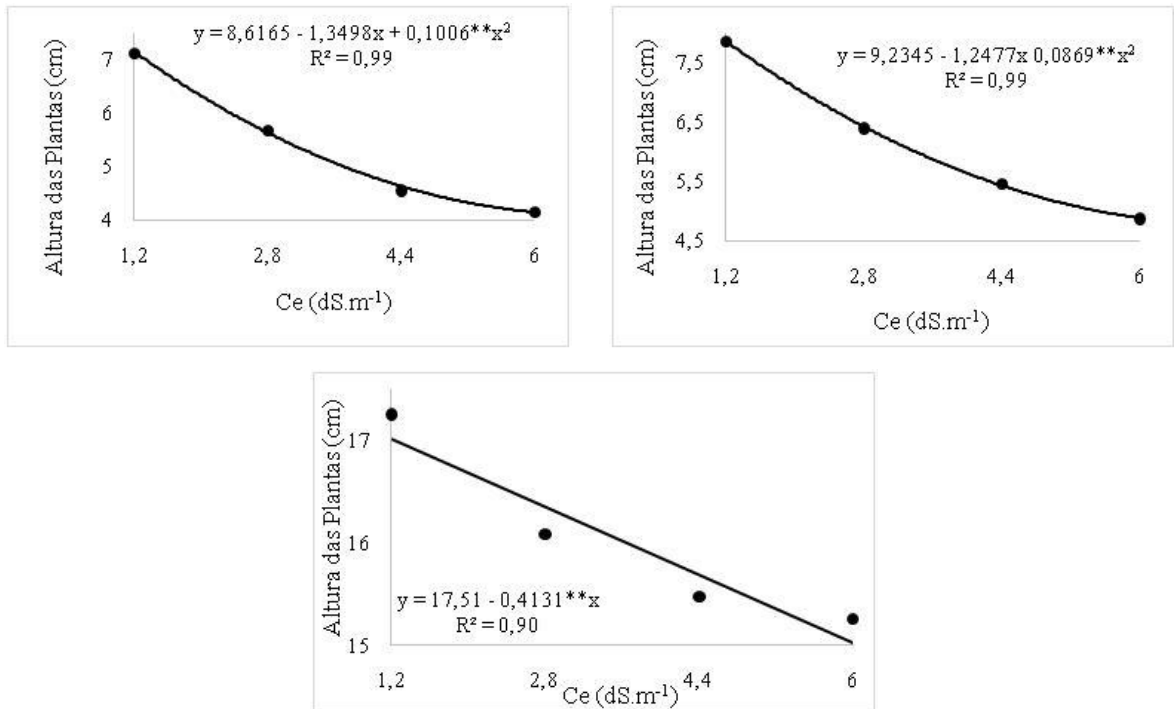 y = 8,6165 - 1,3498x + 0,1006**x²
R² = 0,99
Altura das Plantas (cm)
7
6
5
4
1,2
2,8
4,4
6
Ce (dS.m⁻¹)
y = 9,2345 - 1,2477x 0,0869**x²
R² = 0,99
Altura das Plantas (cm)
7,5
6,5
5,5
4,5
1,2
2,8
4,4
6
Ce (dS.m⁻¹)
Altura das Plantas (cm)
17
16
15
y = 17,51 - 0,4131**x
R² = 0,90
1,2
2,8
4,4
6
Ce (dS.m⁻¹)